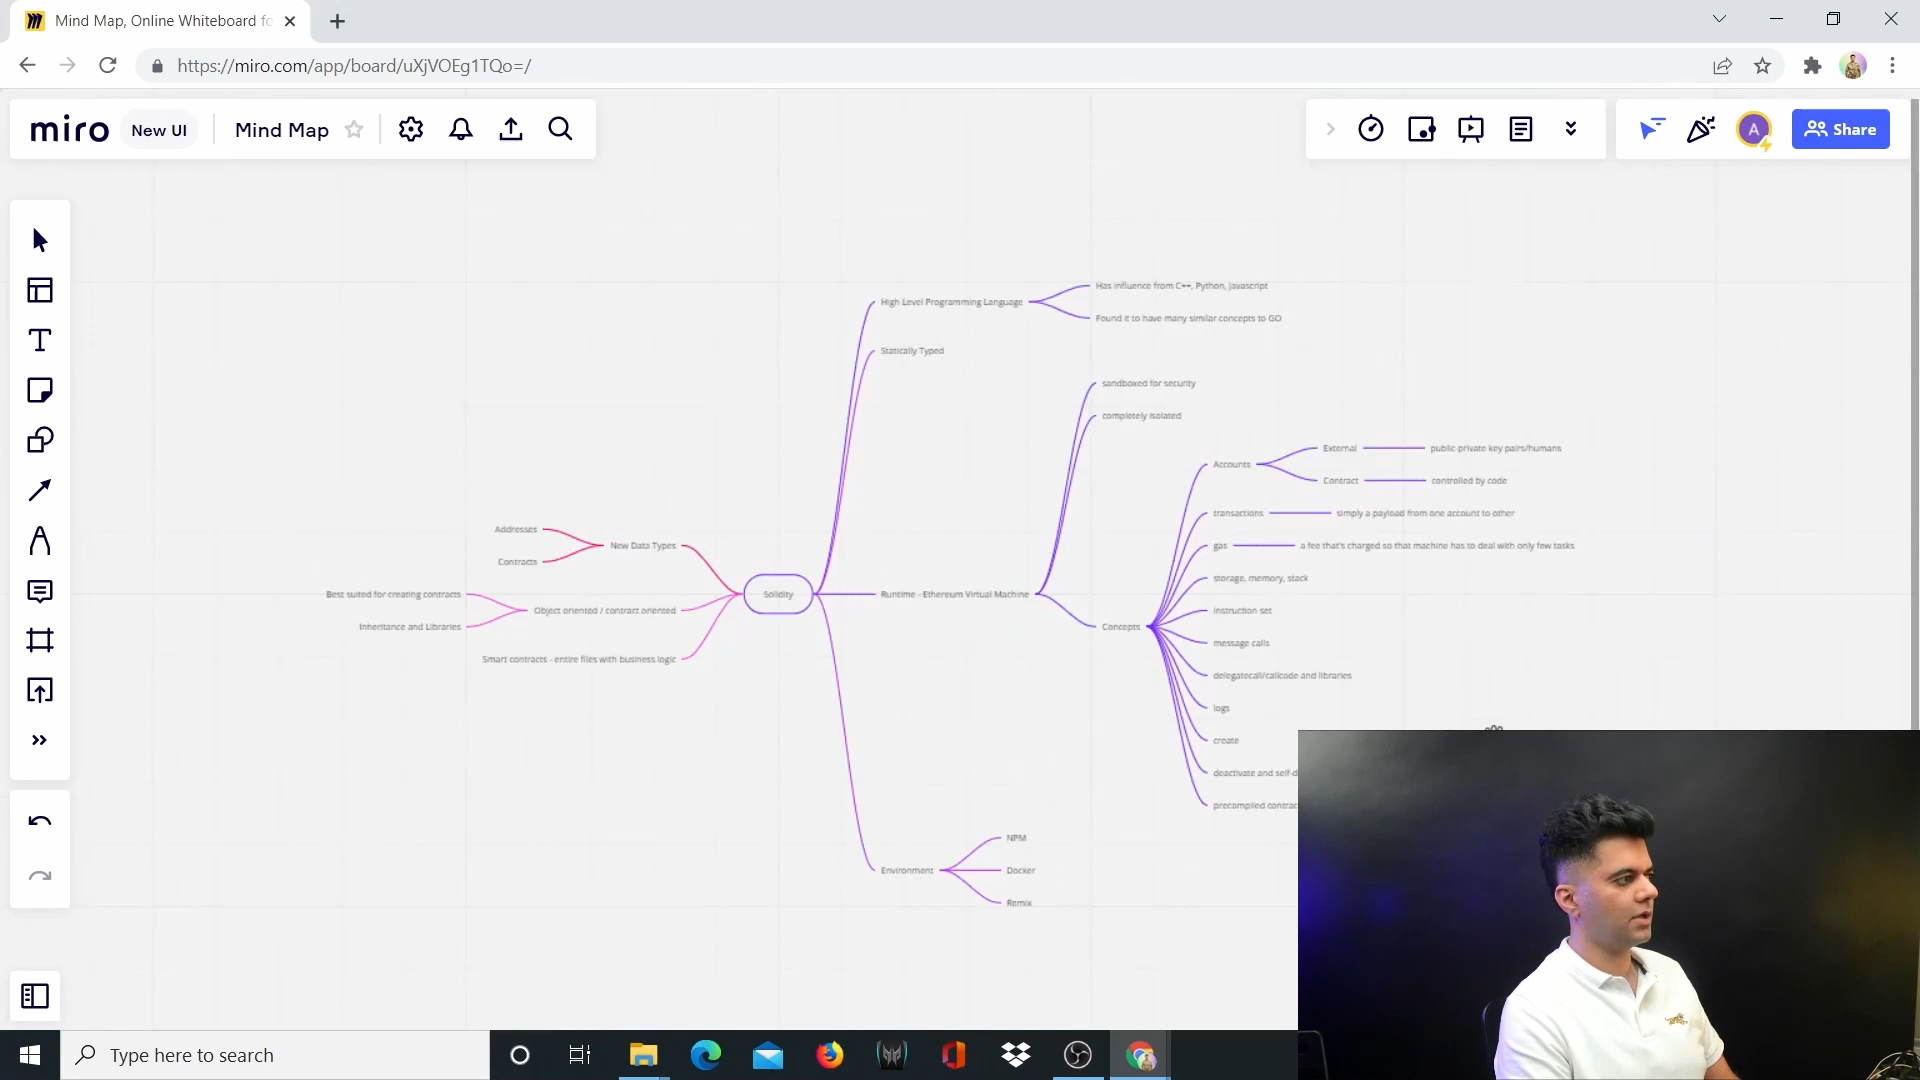 Mind Map, Online Whiteboard fo
https://miro.com/app/board/uXjVOEg1TQo=/
miro
New UI
Mind Map
A
Share
Has influence from C++, Python, Javascript
High Level Programming Language
Found it to have many similar concepts to GO
Statically Typed
sandboxed for security
completely isolated
External
public-private key pairs/humans
Accounts
Contract
controlled by code
transactions
simply a payload from one account to other
Addresses
New Data Types
gas
a fee that's charged so that machine has to deal with only few tasks
Contracts
storage, memory, stack
Best suited for creating contracts
Solidity
Runtime - Ethereum Virtual Machine
Object oriented / contract oriented
instruction set
Inheritance and Libraries
Concepts
message calls
Smart contracts - entire files with business logic
delegatecall/callcode and libraries
logs
create
deactivate and self-d
precompiled contrac
NPM
Environment
Docker
Remix
Type here to search